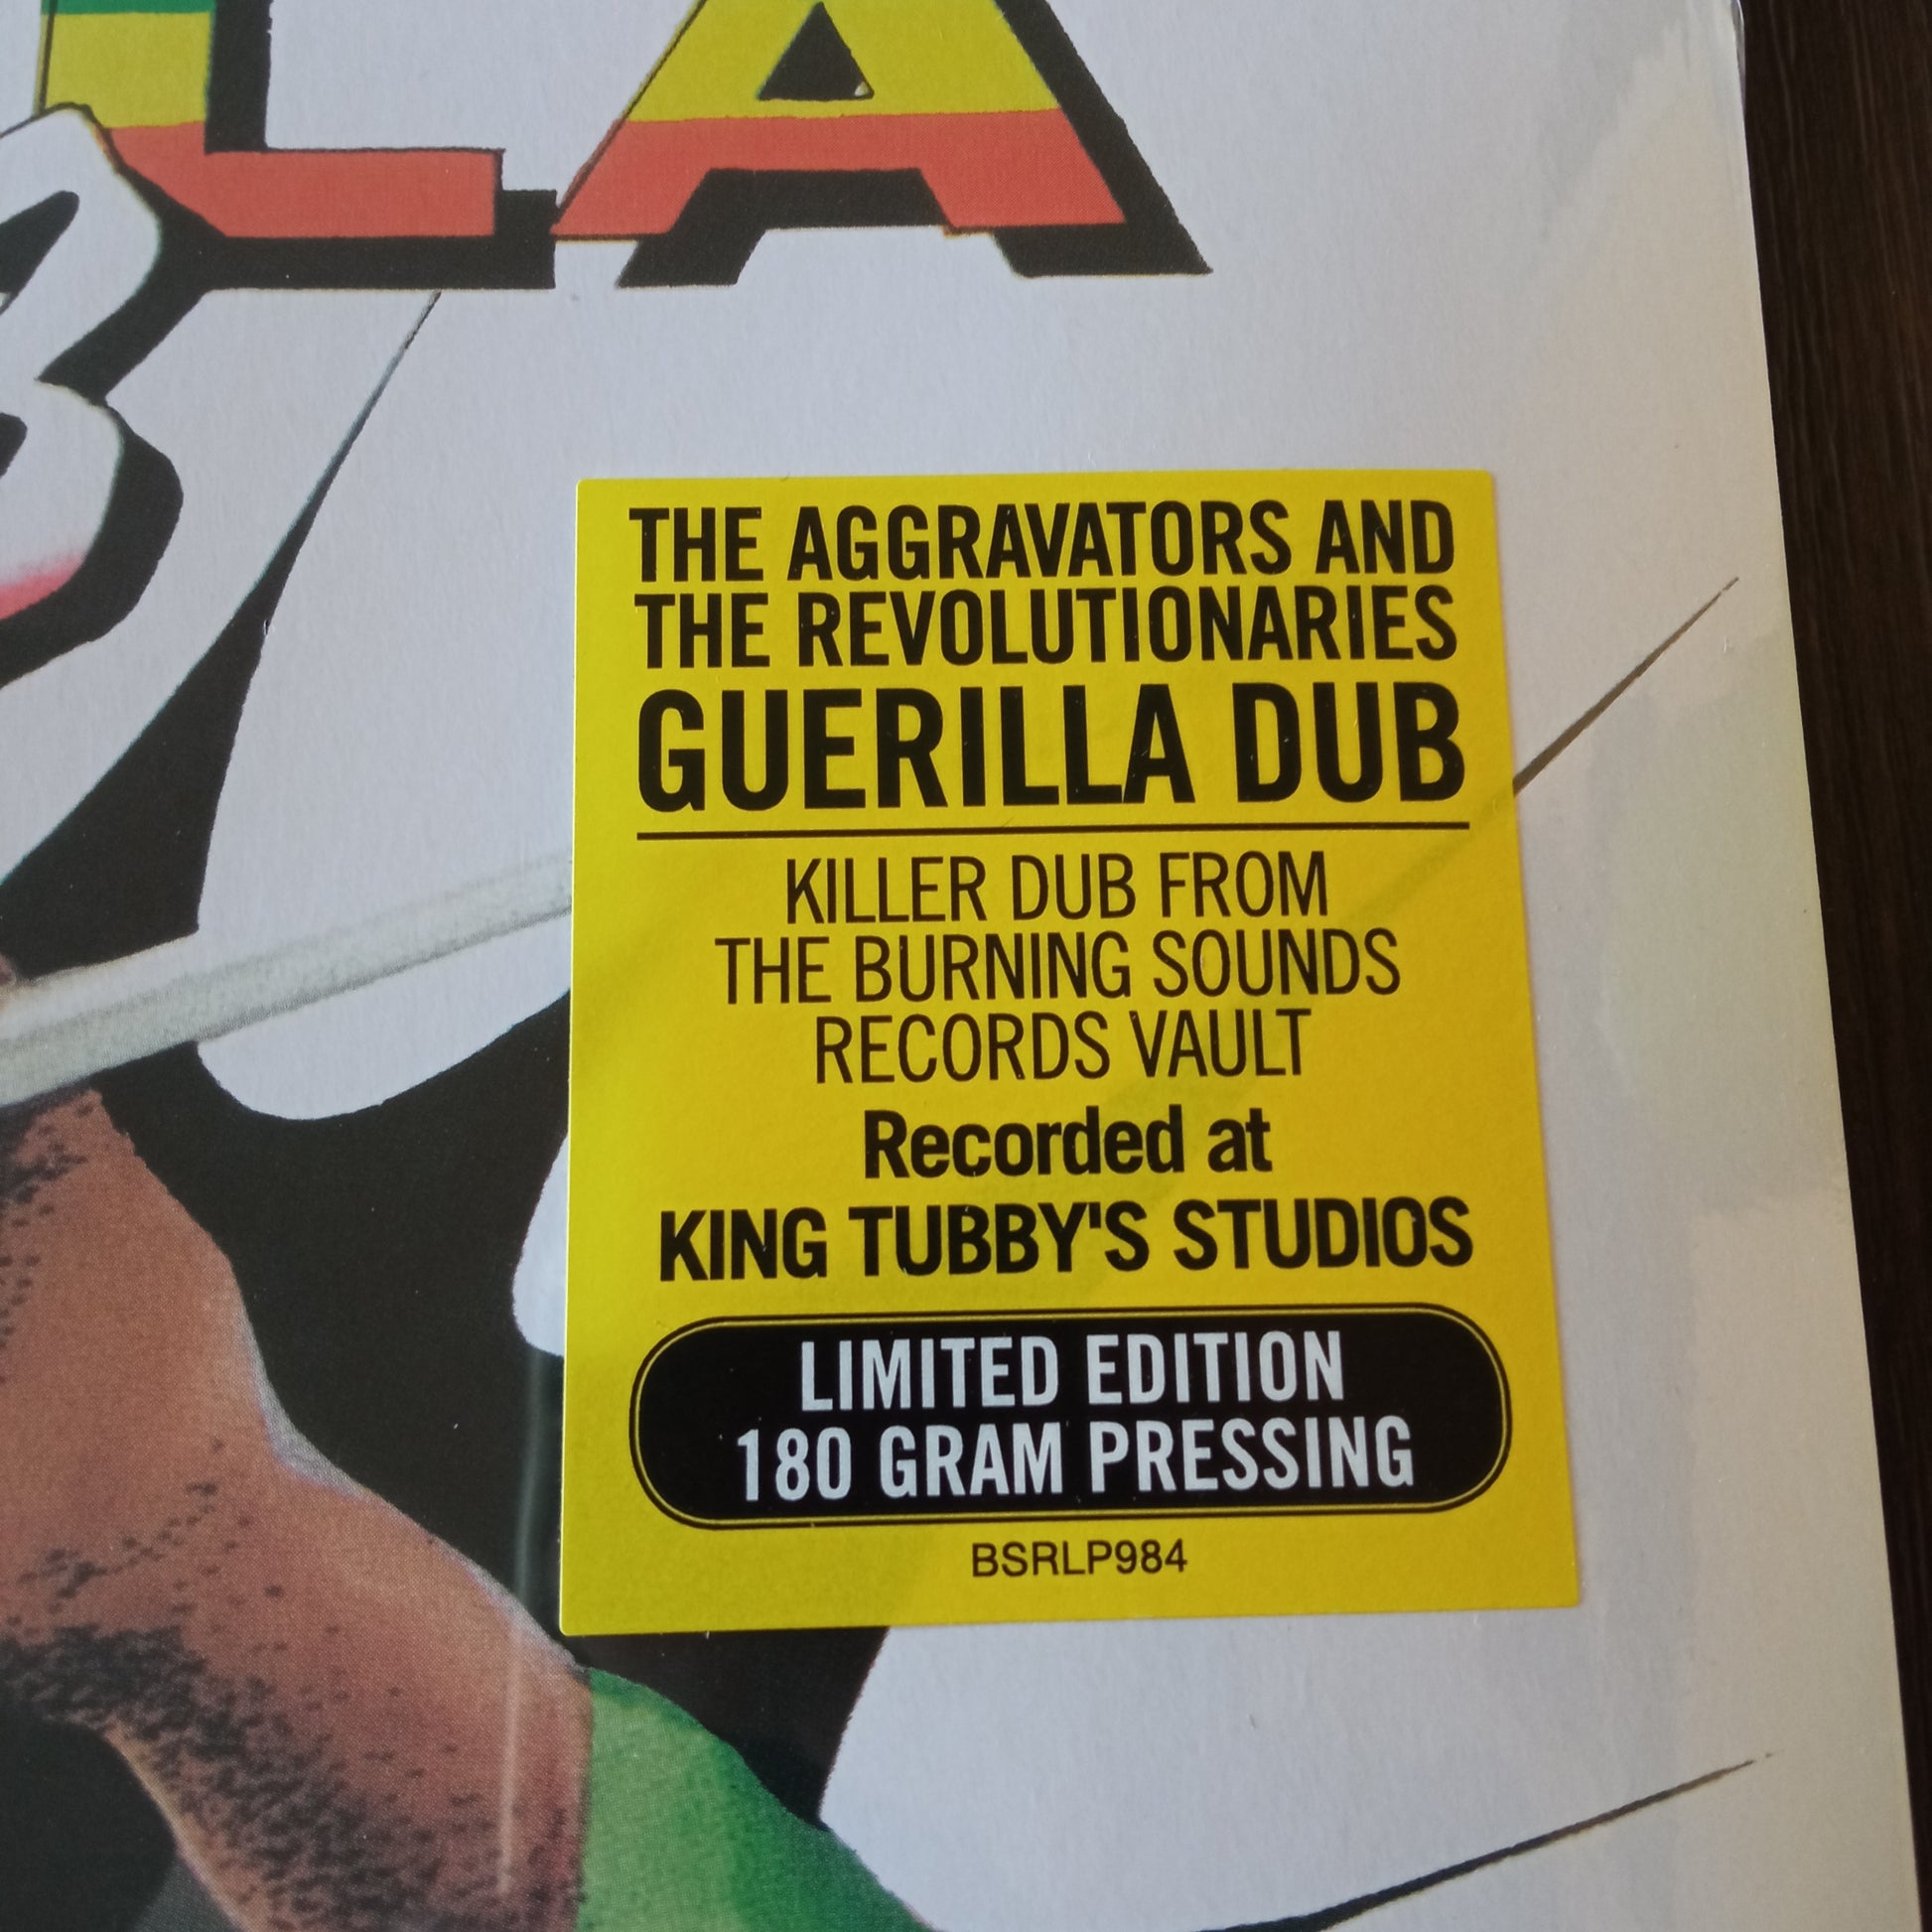 LA
B
THE AGGRAVATORS AND
THE REVOLUTIONARIES
GUERILLA DUB
KILLER DUB FROM
THE BURNING SOUNDS
RECORDS VAULT
Recorded at
KING TUBBY'S STUDIOS
LIMITED EDITION
180 GRAM PRESSING
BSRLP984